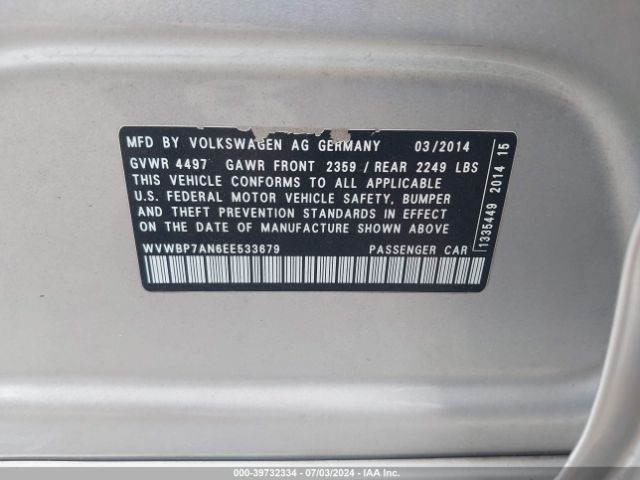 MFD BY VOLKSWAGEN AG GERMANY 03/2014
GVWR 4497 GAWR FRONT 2359 / REAR 2249 LBS
THIS VEHICLE CONFORMS TO ALL APPLICABLE
U.S. FEDERAL MOTOR VEHICLE SAFETY, BUMPER
AND THEFT PREVENTION STANDARDS IN EFFECT
ON THE DATE OF MANUFACTURE SHOWN ABOVE
WVWBP7AN6EE533679 PASSENGER CAR
1335449 2014 15
000-39732334 - 07/03/2024 - IAA Inc.